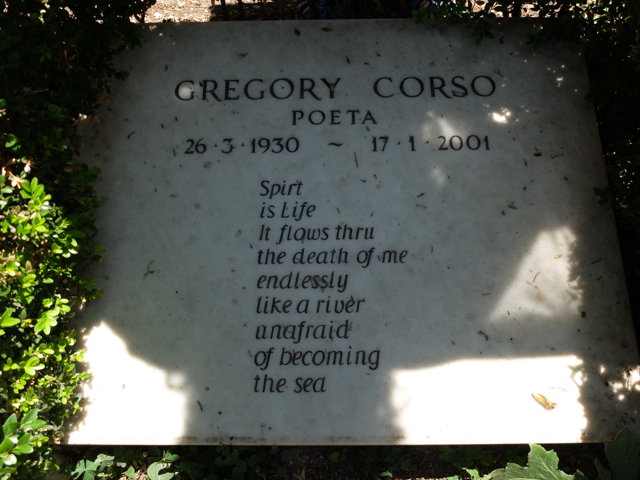 GREGORY CORSO
POETA
26·3·1930 ~ 17·1·2001
Spirt
is Life
It flows thru
the death of me
endlessly
like a river
unafraid
of becoming
the sea